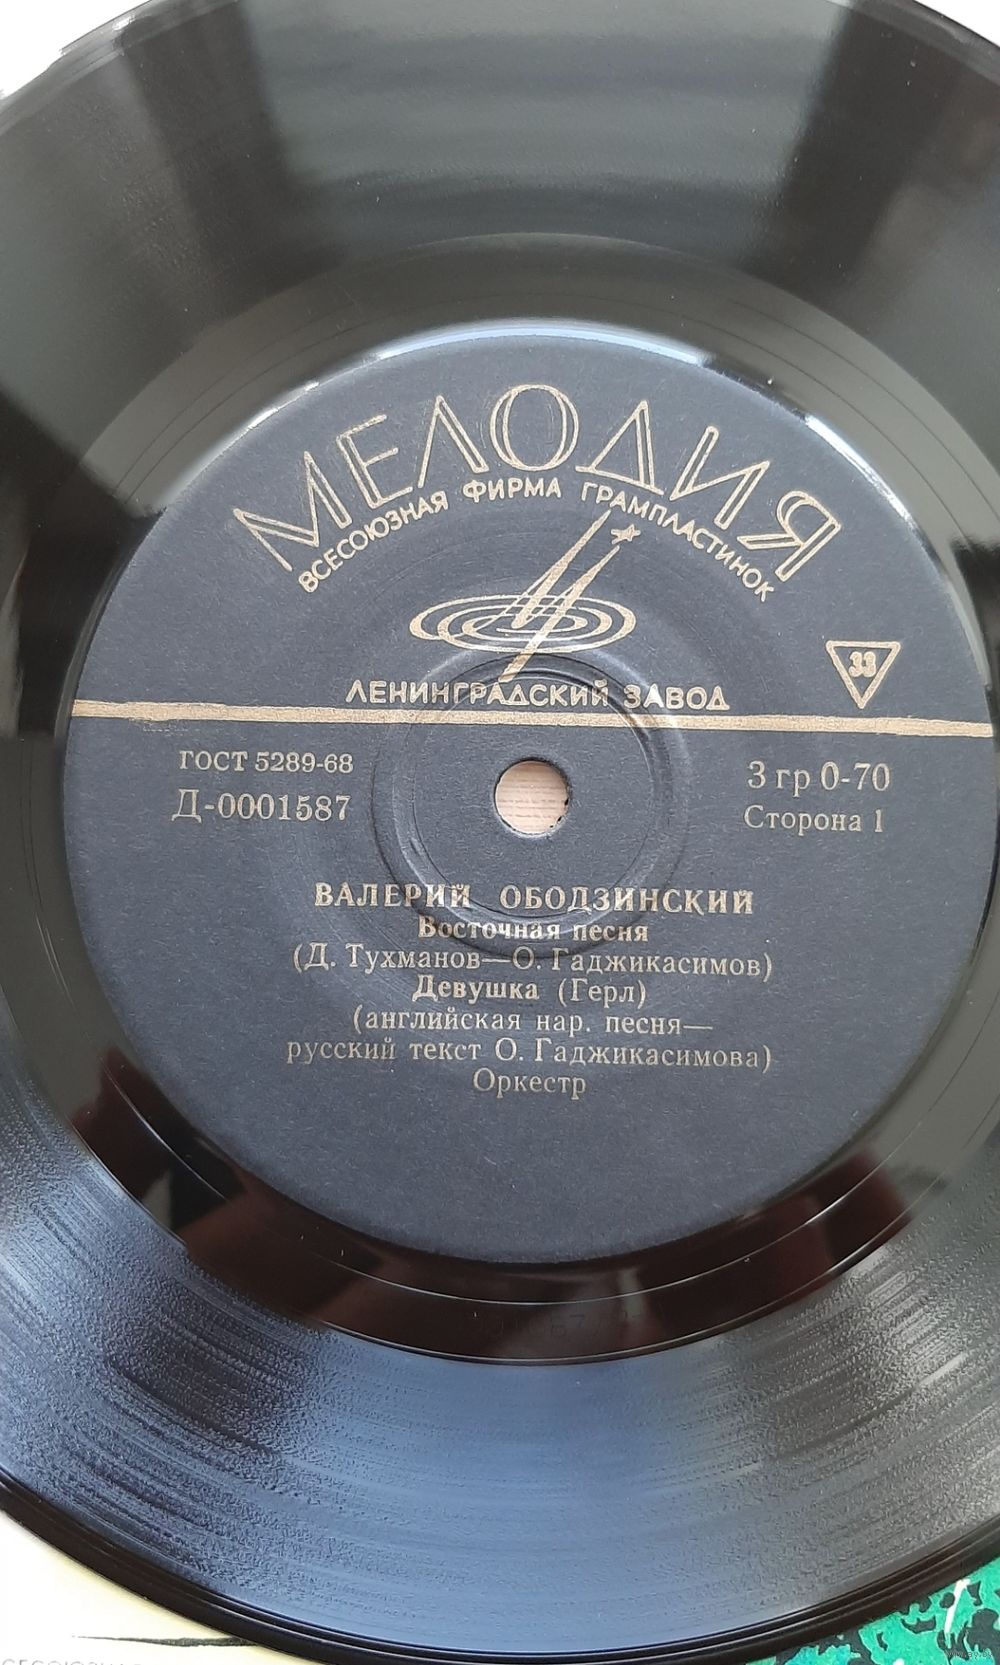 МЕЛОДИЯ
ВСЕСОЮЗНАЯ ФИРМА ГРАМПЛАСТИНОК
ЛЕНИНГРАДСКИЙ ЗАВОД
33
ГОСТ 5289-68
3 гр 0-70
Д-0001587
Сторона 1
ВАЛЕРИЙ ОБОДЗИНСКИЙ
Восточная песня
(Д. Тухманов—О. Гаджикасимов)
Девушка (Герл)
(английская нар. песня—
русский текст О. Гаджикасимова)
Оркестр